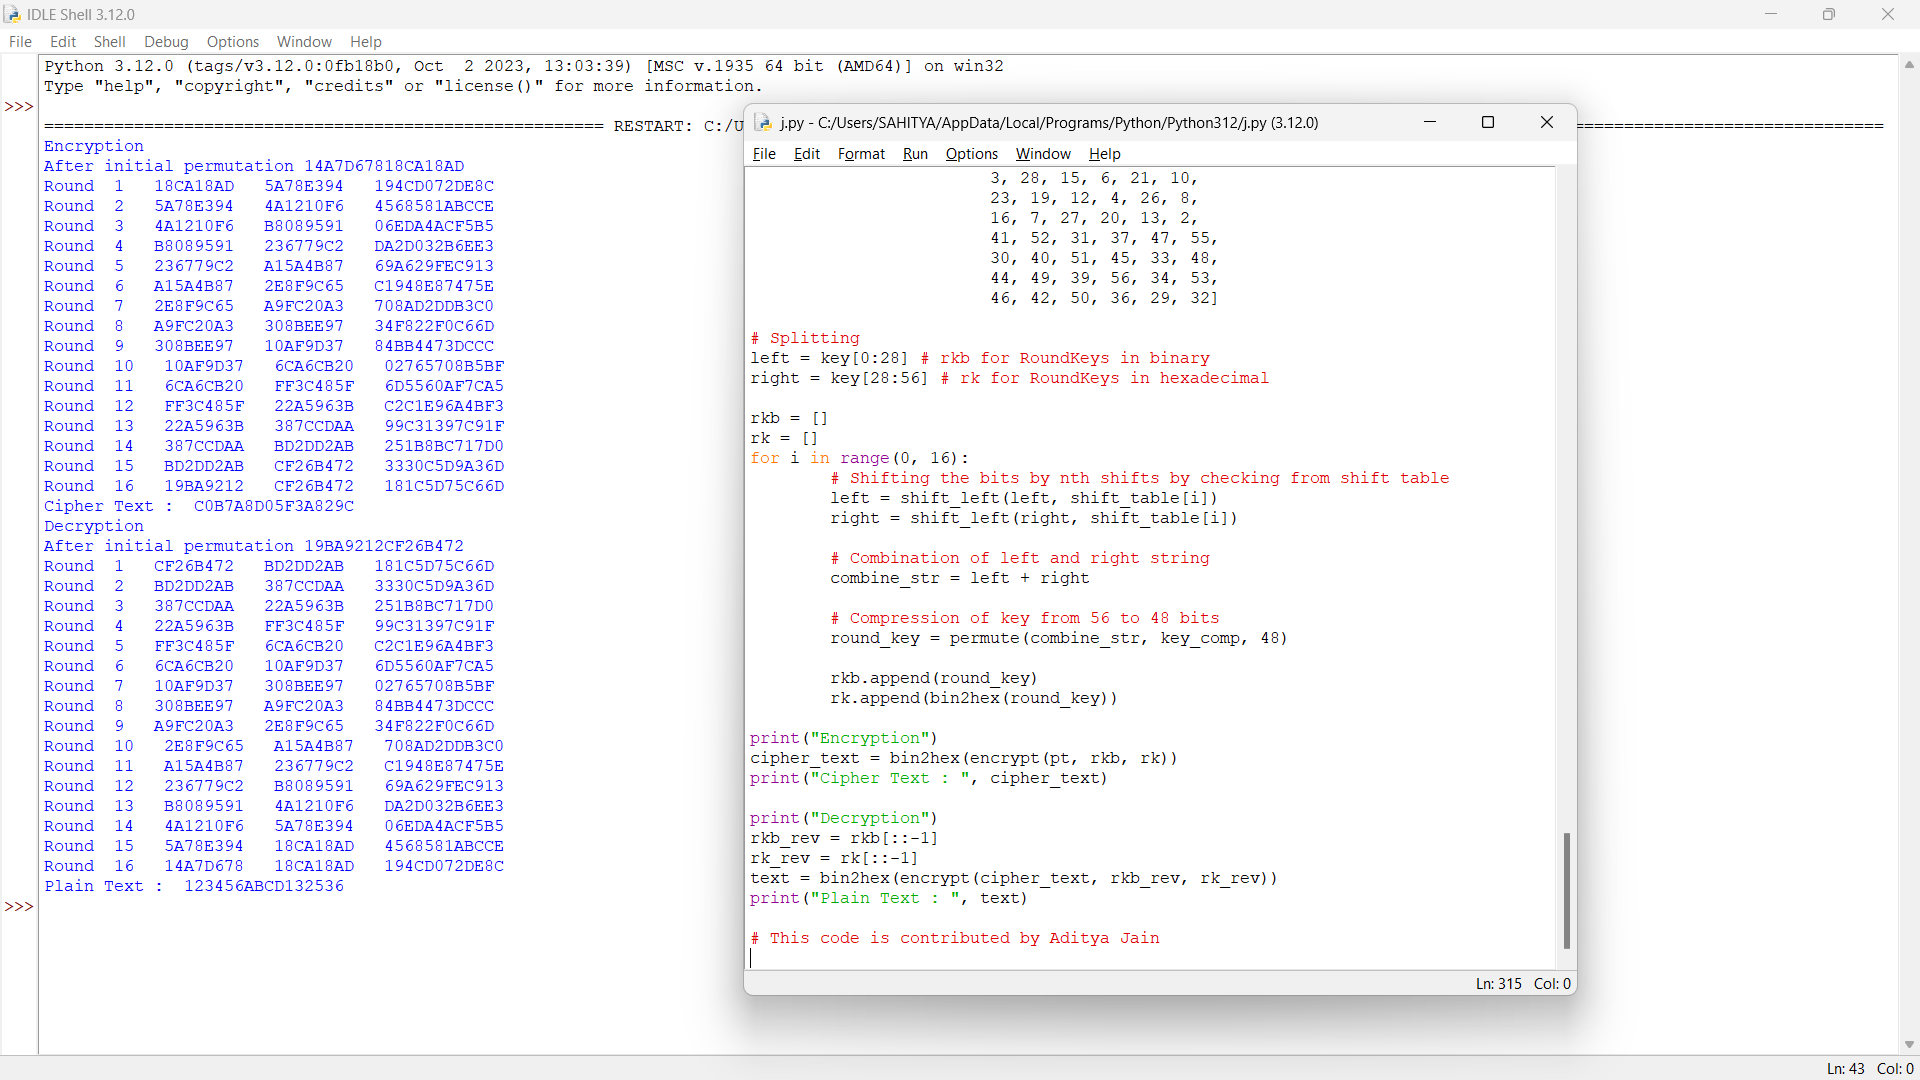 IDLE Shell 3.12.0
File Edit Shell Debug Options Window Help
Python 3.12.0 (tags/v3.12.0:0fb18b0, Oct  2 2023, 13:03:39) [MSC v.1935 64 bit (AMD64)] on win32
Type "help", "copyright", "credits" or "license()" for more information.
>>>
======================================================== RESTART: C:/U ===============================
Encryption
After initial permutation 14A7D67818CA18AD
Round  1   18CA18AD   5A78E394   194CD072DE8C
Round  2   5A78E394   4A1210F6   4568581ABCCE
Round  3   4A1210F6   B8089591   06EDA4ACF5B5
Round  4   B8089591   236779C2   DA2D032B6EE3
Round  5   236779C2   A15A4B87   69A629FEC913
Round  6   A15A4B87   2E8F9C65   C1948E87475E
Round  7   2E8F9C65   A9FC20A3   708AD2DDB3C0
Round  8   A9FC20A3   308BEE97   34F822F0C66D
Round  9   308BEE97   10AF9D37   84BB4473DCCC
Round  10   10AF9D37   6CA6CB20   02765708B5BF
Round  11   6CA6CB20   FF3C485F   6D5560AF7CA5
Round  12   FF3C485F   22A5963B   C2C1E96A4BF3
Round  13   22A5963B   387CCDAA   99C31397C91F
Round  14   387CCDAA   BD2DD2AB   251B8BC717D0
Round  15   BD2DD2AB   CF26B472   3330C5D9A36D
Round  16   19BA9212   CF26B472   181C5D75C66D
Cipher Text :  C0B7A8D05F3A829C
Decryption
After initial permutation 19BA9212CF26B472
Round  1   CF26B472   BD2DD2AB   181C5D75C66D
Round  2   BD2DD2AB   387CCDAA   3330C5D9A36D
Round  3   387CCDAA   22A5963B   251B8BC717D0
Round  4   22A5963B   FF3C485F   99C31397C91F
Round  5   FF3C485F   6CA6CB20   C2C1E96A4BF3
Round  6   6CA6CB20   10AF9D37   6D5560AF7CA5
Round  7   10AF9D37   308BEE97   02765708B5BF
Round  8   308BEE97   A9FC20A3   84BB4473DCCC
Round  9   A9FC20A3   2E8F9C65   34F822F0C66D
Round  10   2E8F9C65   A15A4B87   708AD2DDB3C0
Round  11   A15A4B87   236779C2   C1948E87475E
Round  12   236779C2   B8089591   69A629FEC913
Round  13   B8089591   4A1210F6   DA2D032B6EE3
Round  14   4A1210F6   5A78E394   06EDA4ACF5B5
Round  15   5A78E394   18CA18AD   4568581ABCCE
Round  16   14A7D678   18CA18AD   194CD072DE8C
Plain Text :  123456ABCD132536
>>>
j.py - C:/Users/SAHITYA/AppData/Local/Programs/Python/Python312/j.py (3.12.0)
File Edit Format Run Options Window Help
3, 28, 15, 6, 21, 10,
23, 19, 12, 4, 26, 8,
16, 7, 27, 20, 13, 2,
41, 52, 31, 37, 47, 55,
30, 40, 51, 45, 33, 48,
44, 49, 39, 56, 34, 53,
46, 42, 50, 36, 29, 32]
# Splitting
left = key[0:28] # rkb for RoundKeys in binary
right = key[28:56] # rk for RoundKeys in hexadecimal
rkb = []
rk = []
for i in range(0, 16):
        # Shifting the bits by nth shifts by checking from shift table
        left = shift_left(left, shift_table[i])
        right = shift_left(right, shift_table[i])
        # Combination of left and right string
        combine_str = left + right
        # Compression of key from 56 to 48 bits
        round_key = permute(combine_str, key_comp, 48)
        rkb.append(round_key)
        rk.append(bin2hex(round_key))
print("Encryption")
cipher_text = bin2hex(encrypt(pt, rkb, rk))
print("Cipher Text : ", cipher_text)
print("Decryption")
rkb_rev = rkb[::-1]
rk_rev = rk[::-1]
text = bin2hex(encrypt(cipher_text, rkb_rev, rk_rev))
print("Plain Text : ", text)
# This code is contributed by Aditya Jain
Ln: 315 Col: 0
Ln: 43 Col: 0